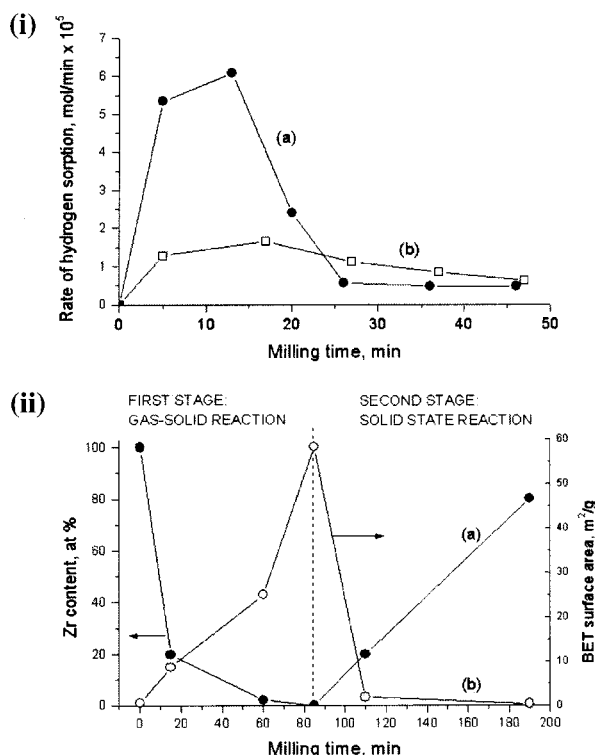 (i)
Rate of hydrogen sorption, mol/min x 10⁵
7
6
5
4
3
2
1
0
(a)
(b)
0 10 20 30 40 50
Milling time, min
(ii)
FIRST STAGE:
GAS-SOLID REACTION
SECOND STAGE:
SOLID STATE REACTION
Zr content, at %
100
80
60
40
20
0
(a)
(b)
60
50
40
30
20
10
0
BET surface area, m²/g
0 20 40 60 80 100 120 140 160 180 200
Milling time, min